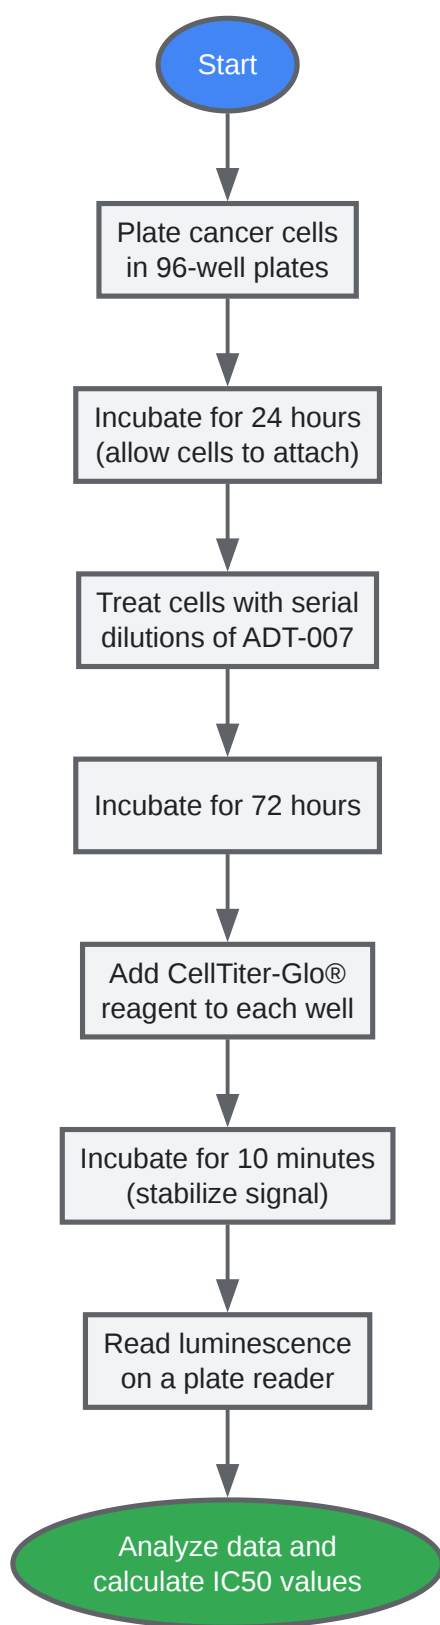 Start
Plate cancer cells
in 96-well plates
Incubate for 24 hours
(allow cells to attach)
Treat cells with serial
dilutions of ADT-007
Incubate for 72 hours
Add CellTiter-Glo®
reagent to each well
Incubate for 10 minutes
(stabilize signal)
Read luminescence
on a plate reader
Analyze data and
calculate IC50 values